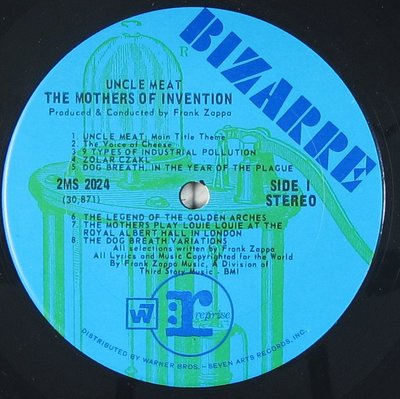 BIZARRE
R
UNCLE MEAT
THE MOTHERS OF INVENTION
Produced & Conducted by Frank Zappa
1. UNCLE MEAT: Main Title Theme
2. The Voice of Cheese
3. 9 TYPES OF INDUSTRIAL POLLUTION
4. ZOLAR CZAKL
5. DOG BREATH, IN THE YEAR OF THE PLAGUE
2MS 2024 SIDE 1
(30,871) STEREO
6. THE LEGEND OF THE GOLDEN ARCHES
7. THE MOTHERS PLAY LOUIE LOUIE AT THE
ROYAL ALBERT HALL IN LONDON
8. THE DOG BREATH VARIATIONS
All selections written by Frank Zappa
All Lyrics and Music Copyrighted for the World
By Frank Zappa Music, A Division of
Third Story Music - BMI
W7 r: reprise
DISTRIBUTED BY WARNER BROS. - SEVEN ARTS RECORDS, INC.